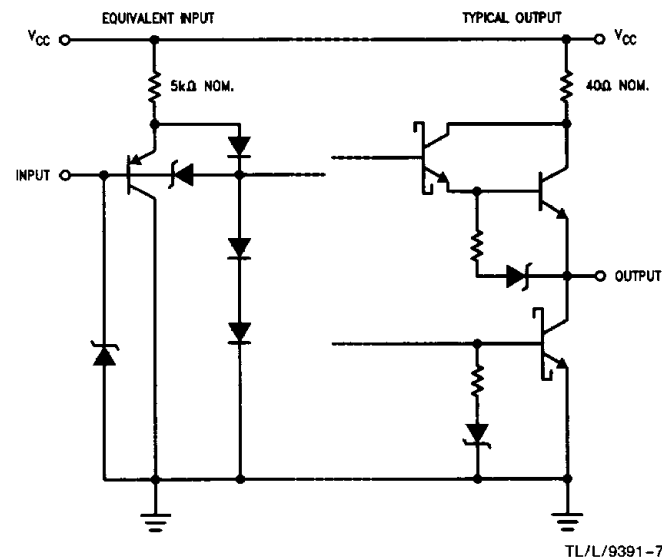 EQUIVALENT INPUT
TYPICAL OUTPUT
VCC
VCC
5kΩ NOM.
40Ω NOM.
INPUT
OUTPUT
TL/L/9391-7